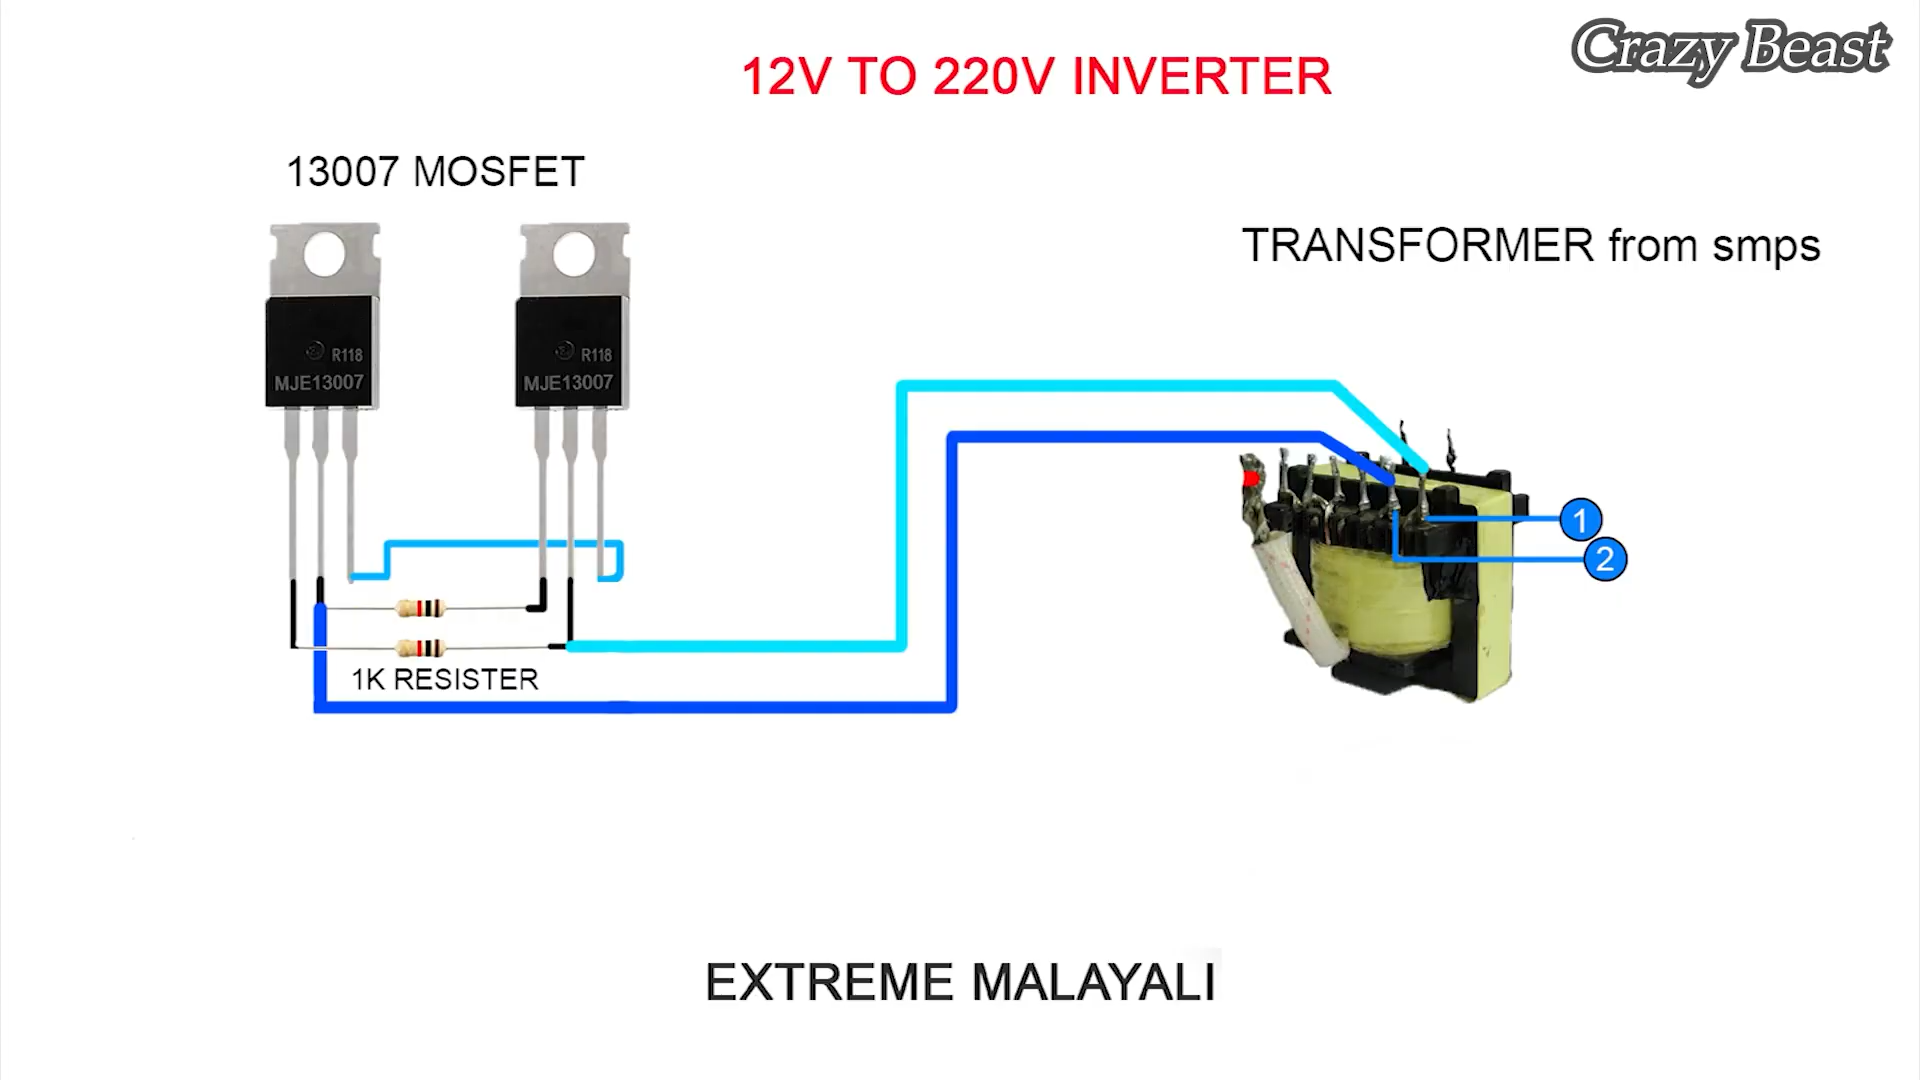 Crazy Beast
12V TO 220V INVERTER
13007 MOSFET
TRANSFORMER from smps
R118
MJE13007
R118
MJE13007
1
2
1K RESISTER
EXTREME MALAYALI